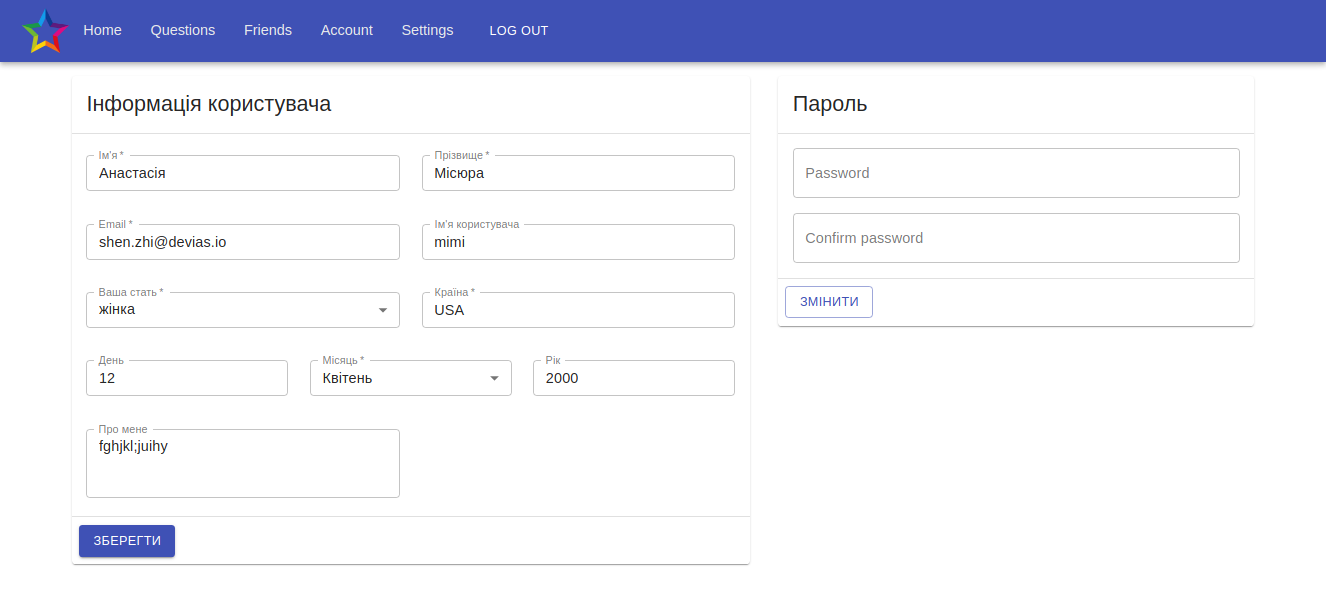 Home Questions Friends Account Settings LOG OUT
Інформація користувача
Ім'я *
Анастасія
Прізвище *
Місюра
Email *
shen.zhi@devias.io
Ім'я користувача
mimi
Ваша стать *
жінка
Країна *
USA
День
12
Місяць *
Квітень
Рік
2000
Про мене
fghjkl;juihy
ЗБЕРЕГТИ
Пароль
Password
Confirm password
ЗМІНИТИ